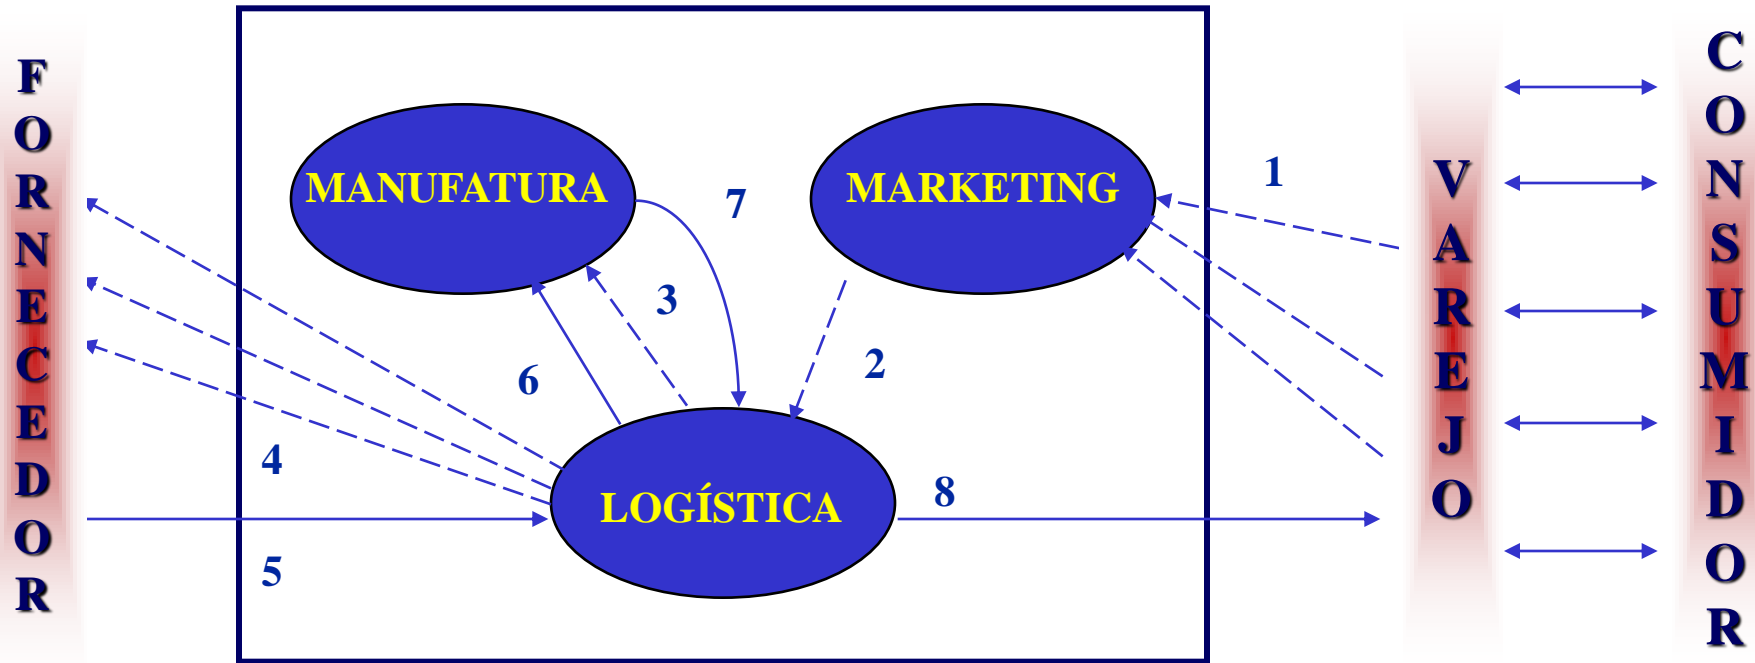 FORNECEDOR
MANUFATURA
MARKETING
LOGÍSTICA
1
2
3
4
5
6
7
8
VAREJO
CONSUMIDOR